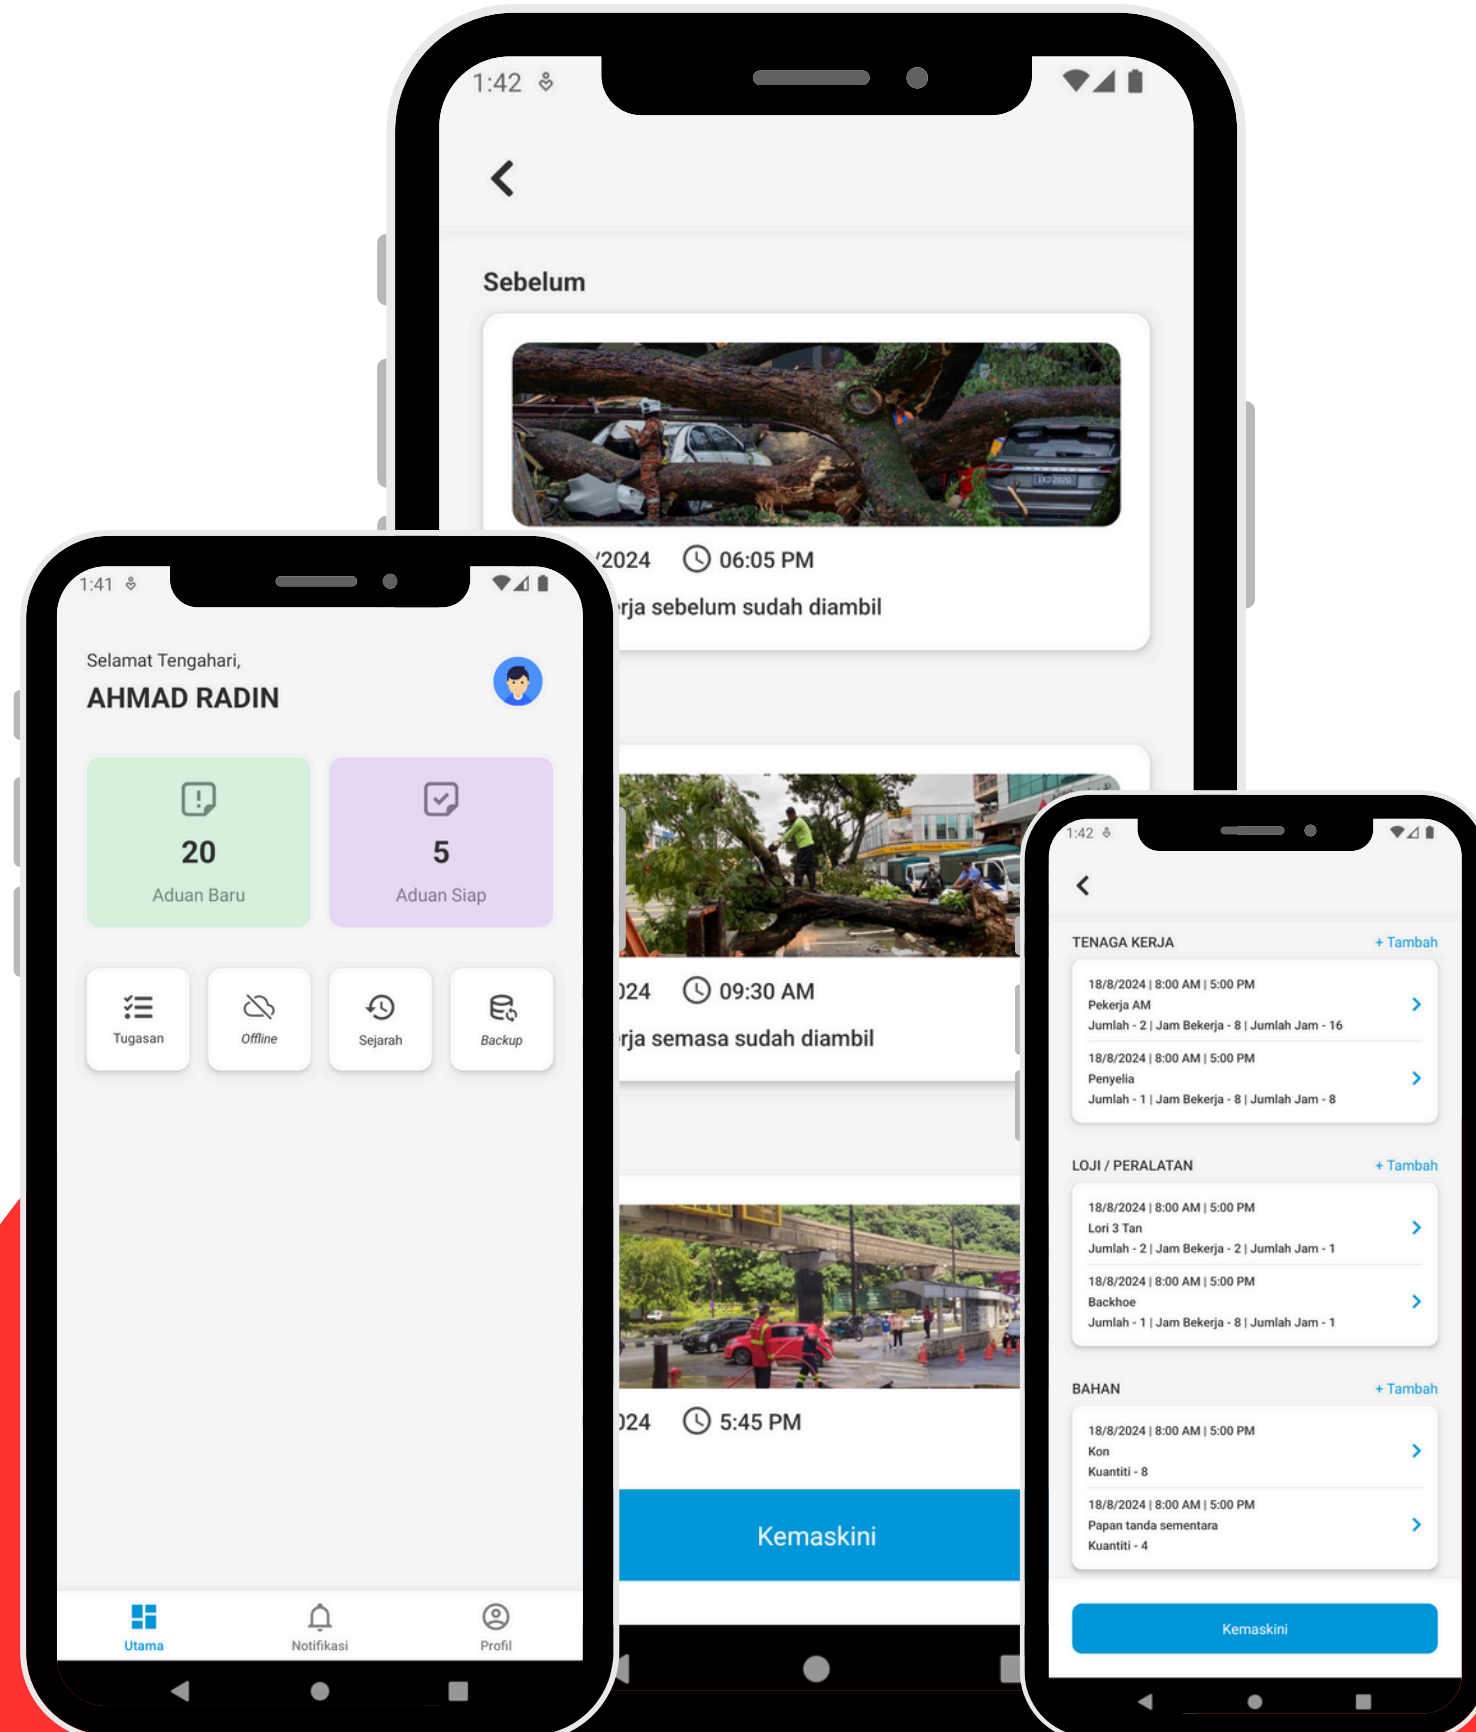 1:42
Sebelum
/2024 06:05 PM
sebelum sudah diambil
09:30 AM
semasa sudah diambil
5:45 PM
Kemaskini
1:41
Selamat Tengahari,
AHMAD RADIN
20
Aduan Baru
5
Aduan Siap
Tugasan
Offline
Sejarah
Backup
Utama
Notifikasi
Profil
1:42
TENAGA KERJA
+ Tambah
18/8/2024 | 8:00 AM | 5:00 PM
Pekerja AM
Jumlah - 2 | Jam Bekerja - 8 | Jumlah Jam - 16
18/8/2024 | 8:00 AM | 5:00 PM
Penyelia
Jumlah - 1 | Jam Bekerja - 8 | Jumlah Jam - 8
LOJI / PERALATAN
+ Tambah
18/8/2024 | 8:00 AM | 5:00 PM
Lori 3 Tan
Jumlah - 2 | Jam Bekerja - 2 | Jumlah Jam - 1
18/8/2024 | 8:00 AM | 5:00 PM
Backhoe
Jumlah - 1 | Jam Bekerja - 8 | Jumlah Jam - 1
BAHAN
+ Tambah
18/8/2024 | 8:00 AM | 5:00 PM
Kon
Kuantiti - 8
18/8/2024 | 8:00 AM | 5:00 PM
Papan tanda sementara
Kuantiti - 4
Kemaskini